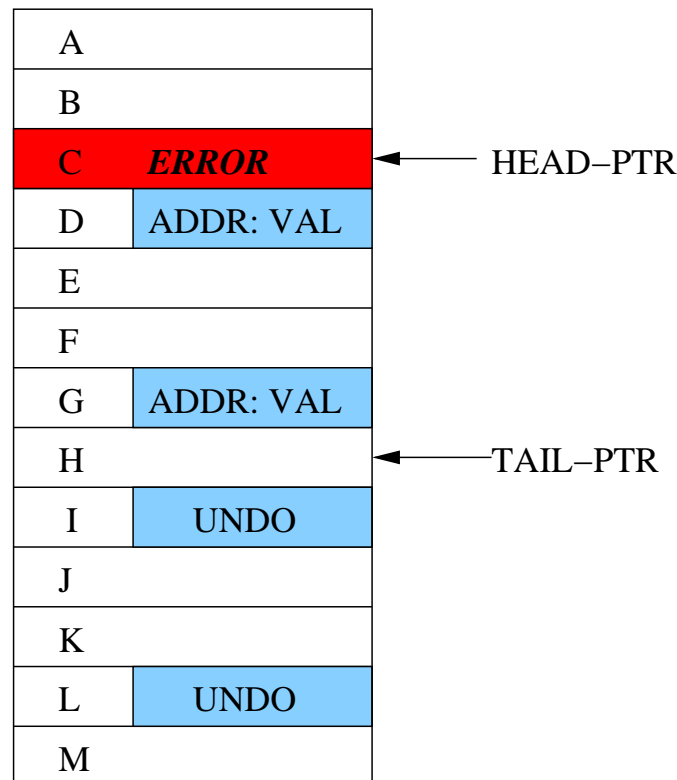 A
B
C ERROR HEAD–PTR
D ADDR: VAL
E
F
G ADDR: VAL
H TAIL–PTR
I UNDO
J
K
L UNDO
M